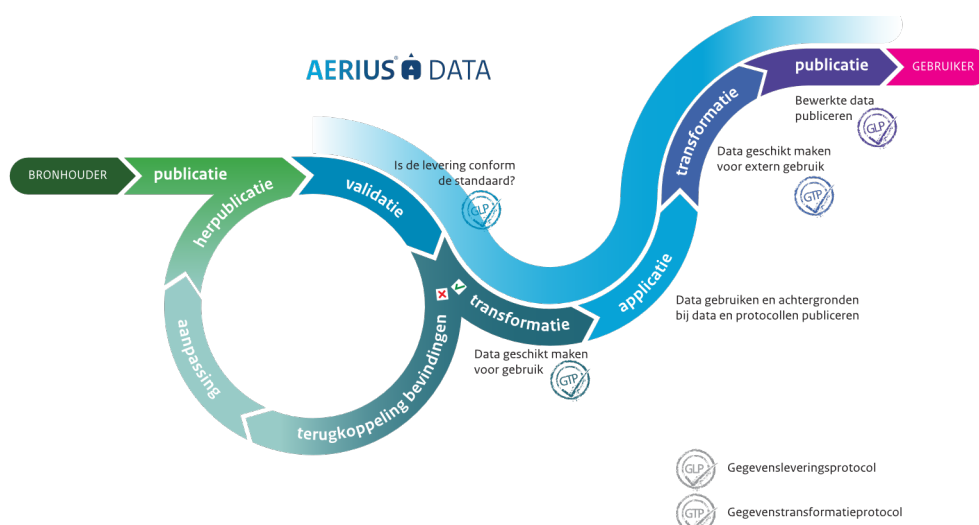 AERIUS® DATA
BRONHOUDER
publicatie
herpublicatie
validatie
Is de levering conform
de standaard?
GLP
aanpassing
terugkoppeling bevindingen
transformatie
Data geschikt maken
voor gebruik
GTP
applicatie
Data gebruiken en achtergronden
bij data en protocollen publiceren
transformatie
Data geschikt maken
voor extern gebruik
GTP
publicatie
Bewerkte data
publiceren
GLP
GEBRUIKER
GLP
Gegevensleveringsprotocol
GTP
Gegevenstransformatieprotocol